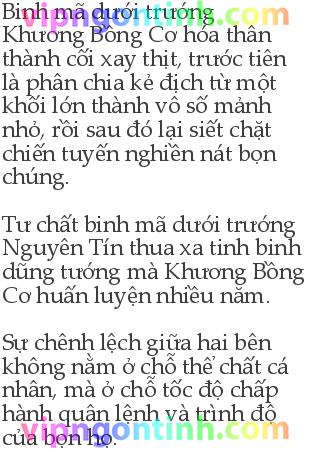 Binh mã dưới trướng
vipngontinh.com
Khương Bồng Cơ hóa thân
thành cối xay thịt, trước tiên
là phân chia kẻ địch từ một
khối lớn thành vô số mảnh
nhỏ, rồi sau đó lại siết chặt
chiến tuyến nghiền nát bọn
chúng.
Tư chất binh mã dưới trướng
Nguyên Tín thua xa tinh binh
dũng tướng mà Khương Bồng
Cơ huấn luyện nhiều năm.
Sự chênh lệch giữa hai bên
không nằm ở chỗ thể chất cá
nhân, mà ở chỗ tốc độ chấp
hành quân lệnh và trình độ
vipngontinh.com
của bọn họ.